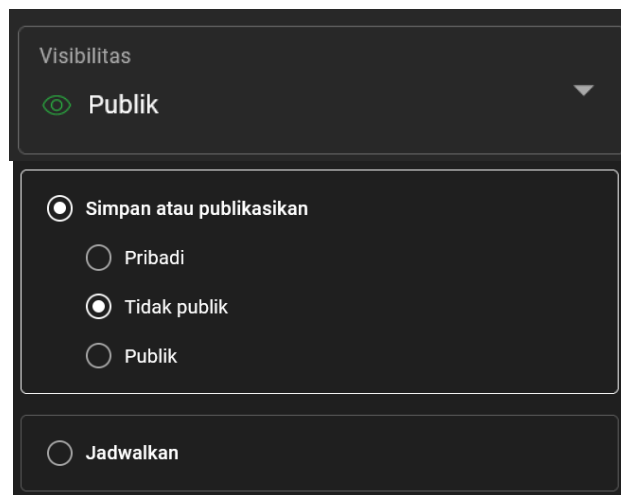 Visibilitas
Publik
Simpan atau publikasikan
Pribadi
Tidak publik
Publik
Jadwalkan